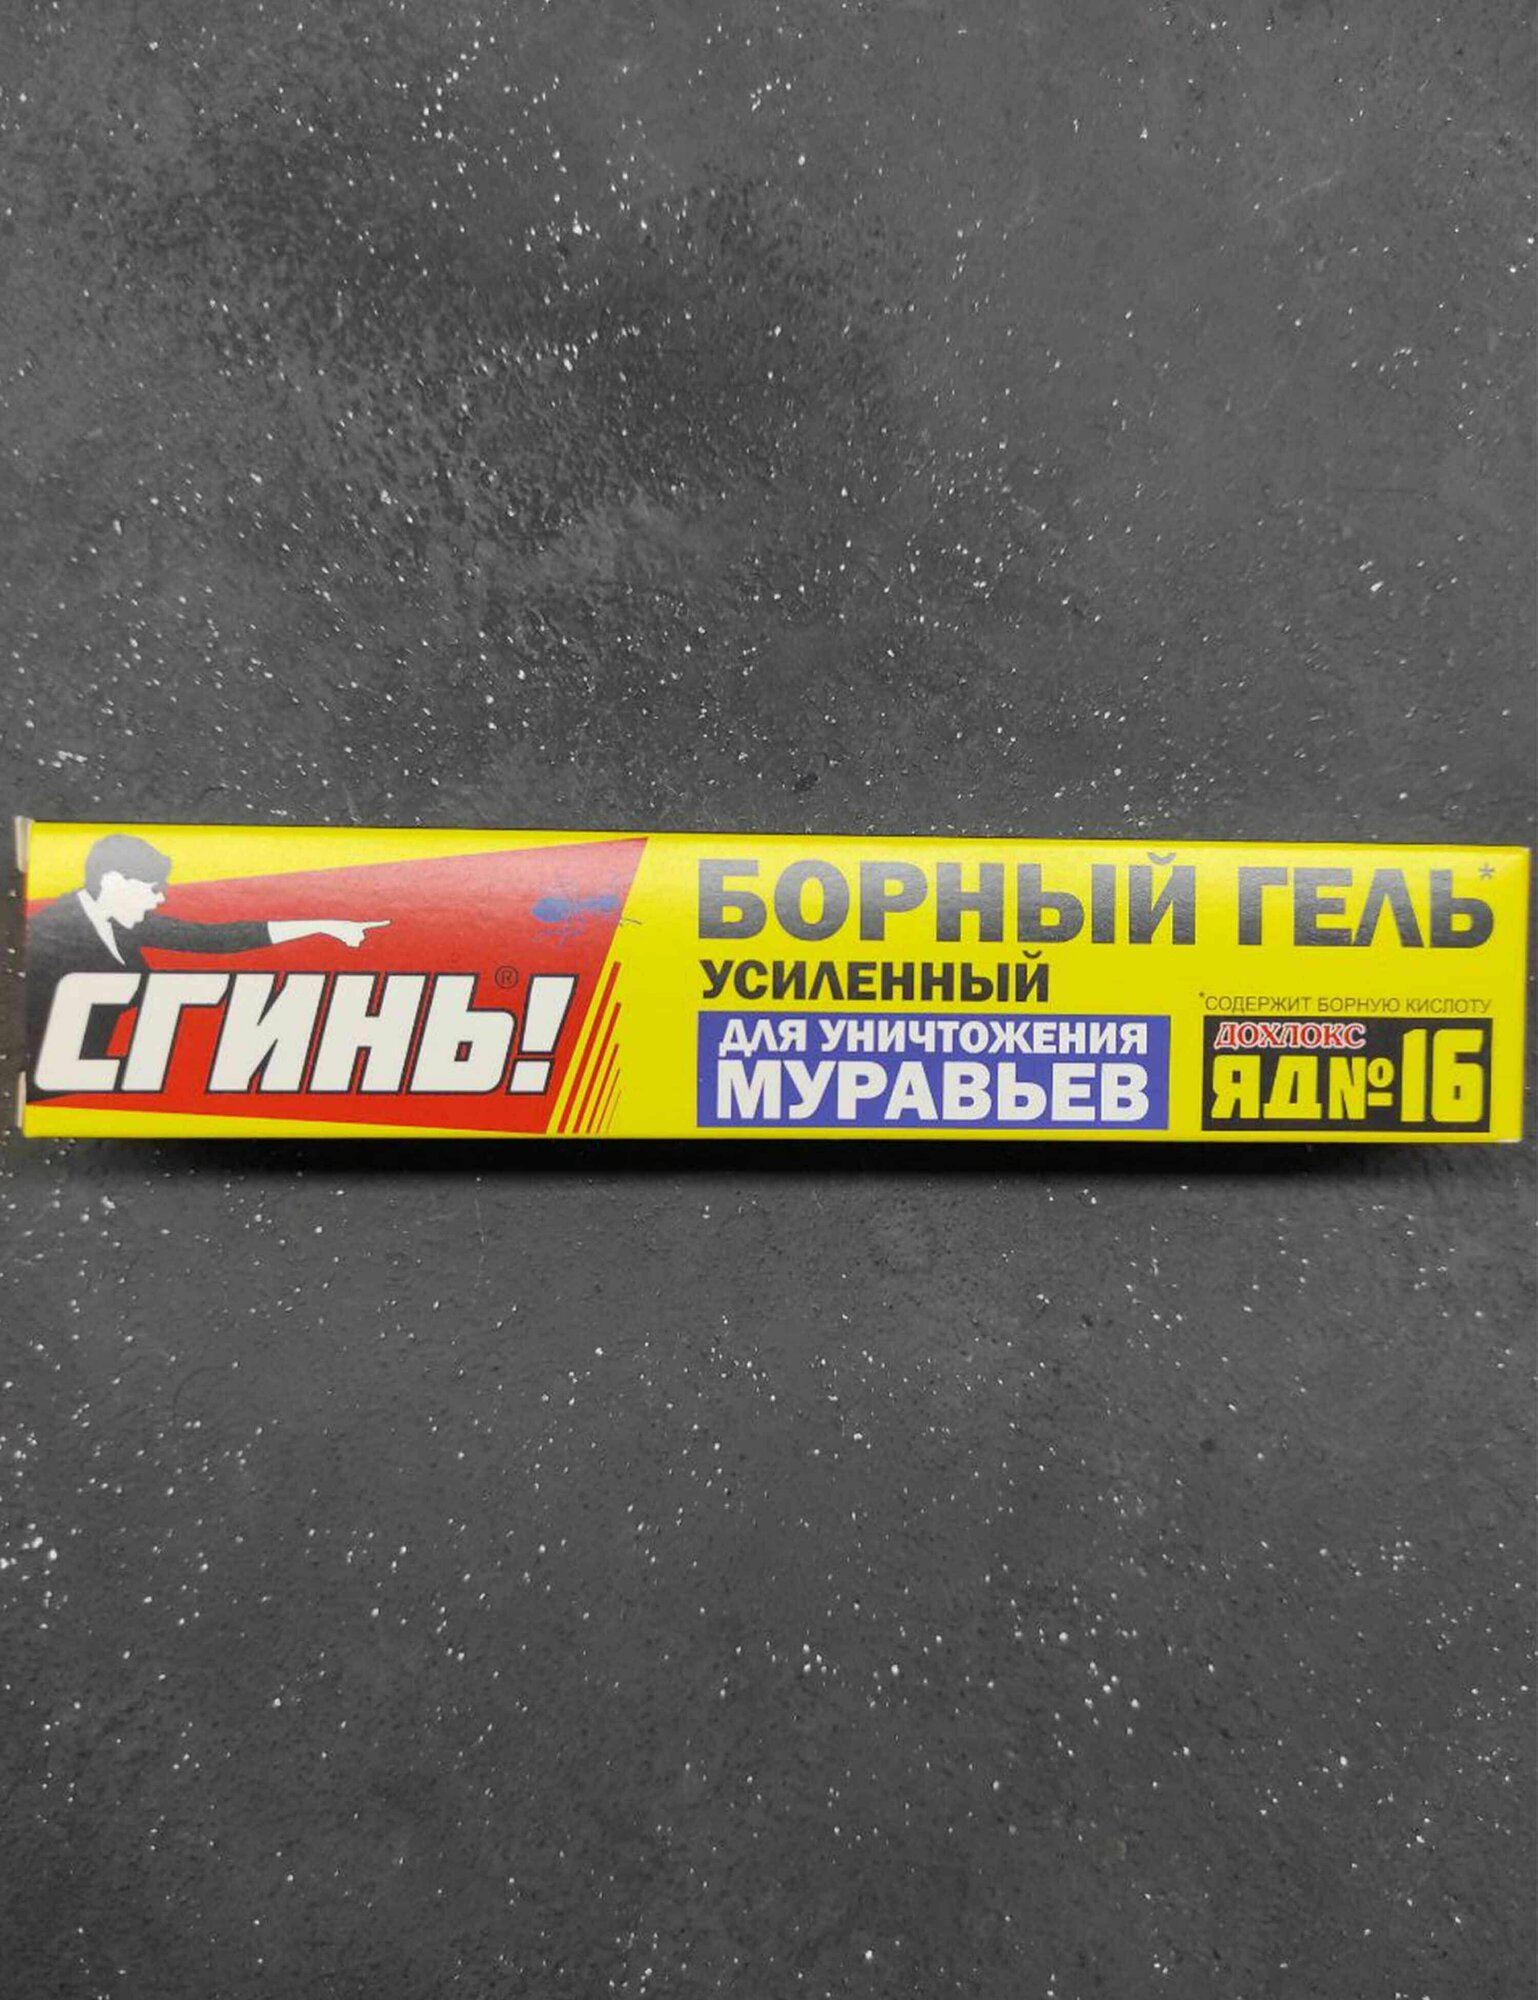 СГИНЬ!®
БОРНЫЙ ГЕЛЬ*
УСИЛЕННЫЙ
ДЛЯ УНИЧТОЖЕНИЯ
МУРАВЬЕВ
*СОДЕРЖИТ БОРНУЮ КИСЛОТУ
ДОХЛОКС
ЯД №16